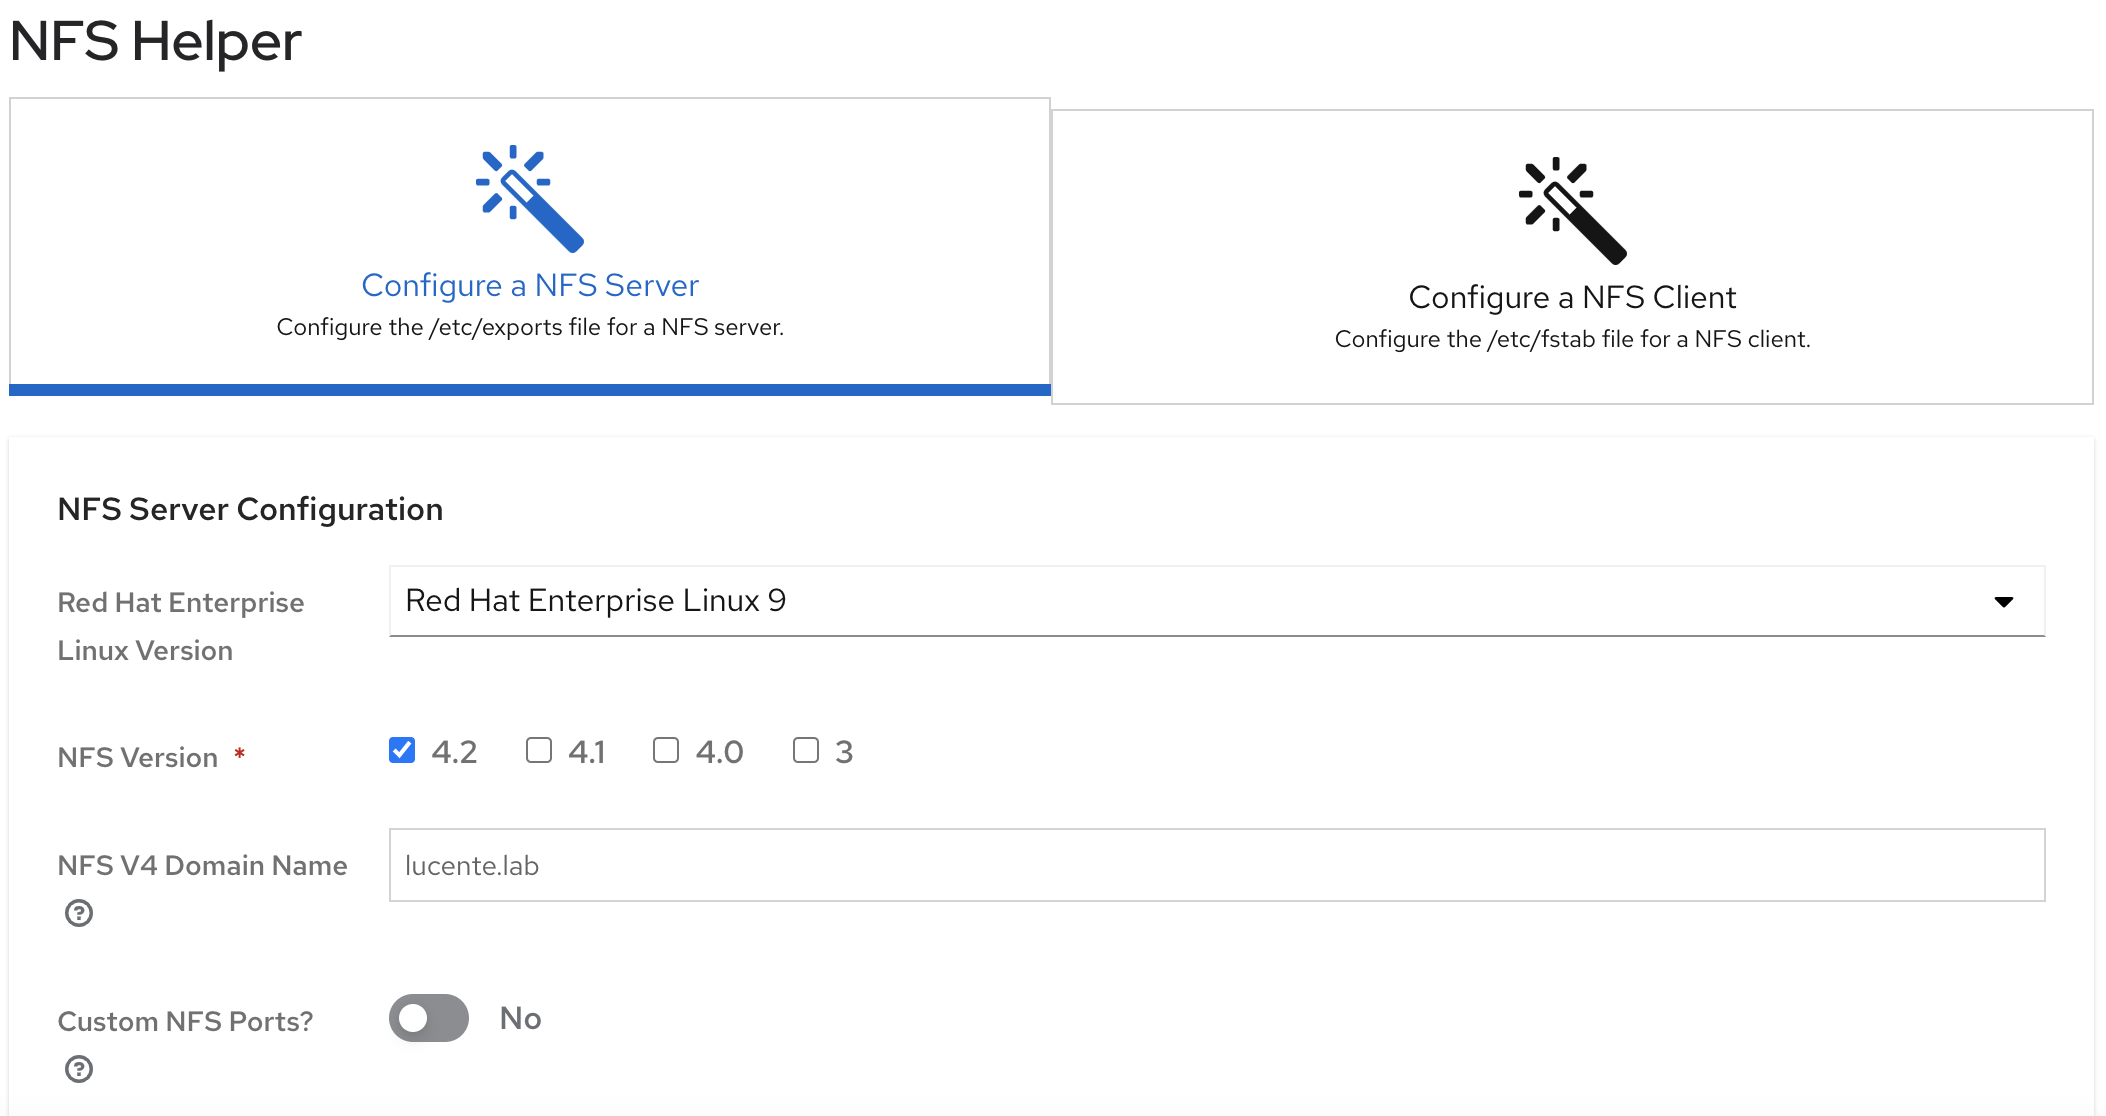 NFS Helper
Configure a NFS Server
Configure the /etc/exports file for a NFS server.
Configure a NFS Client
Configure the /etc/fstab file for a NFS client.
NFS Server Configuration
Red Hat Enterprise
Linux Version
Red Hat Enterprise Linux 9
NFS Version *
4.2 4.1 4.0 3
NFS V4 Domain Name
?
lucente.lab
Custom NFS Ports?
?
No